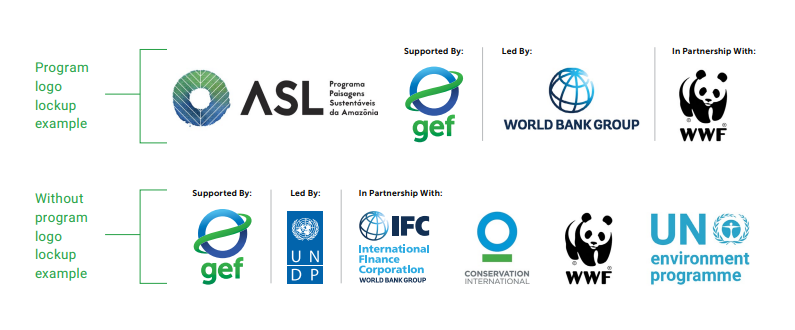 Supported By:
Led By:
In Partnership With:
Program
logo
lockup
example
ASL
Programa
Paisagens
Sustentáveis
da Amazônia
gef
WORLD BANK GROUP
®
WWF
®
Without
program
logo
lockup
example
Supported By:
Led By:
In Partnership With:
gef
U N
D P
IFC
International
Finance
Corporation
WORLD BANK GROUP
CONSERVATION
INTERNATIONAL
®
WWF
®
UN
environment
programme